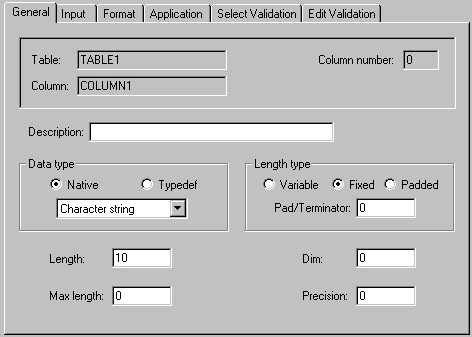 General Input Format Application Select Validation Edit Validation
Table: TABLE1 Column number: 0
Column: COLUMN1
Description:
Data type Length type
Native Typedef Variable Fixed Padded
Character string Pad/Terminator: 0
Length: 10 Dim: 0
Max length: 0 Precision: 0